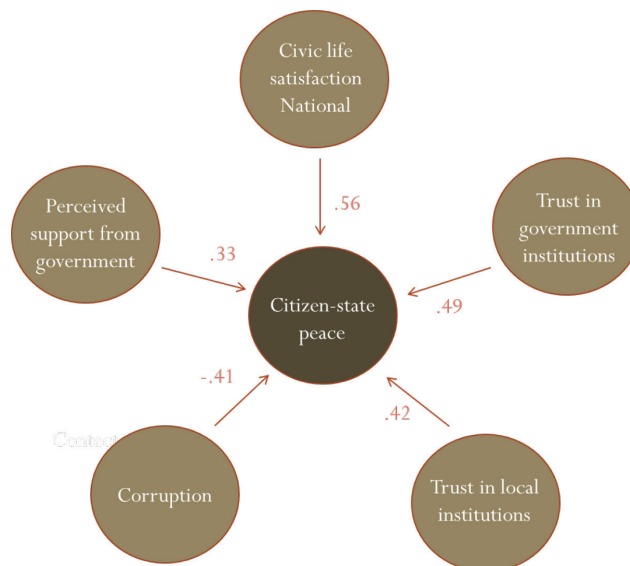 Civic life
satisfaction
National
.56
Perceived
support from
government
.33
Trust in
government
institutions
.49
Citizen-state
peace
-.41
Corruption
.42
Trust in local
institutions